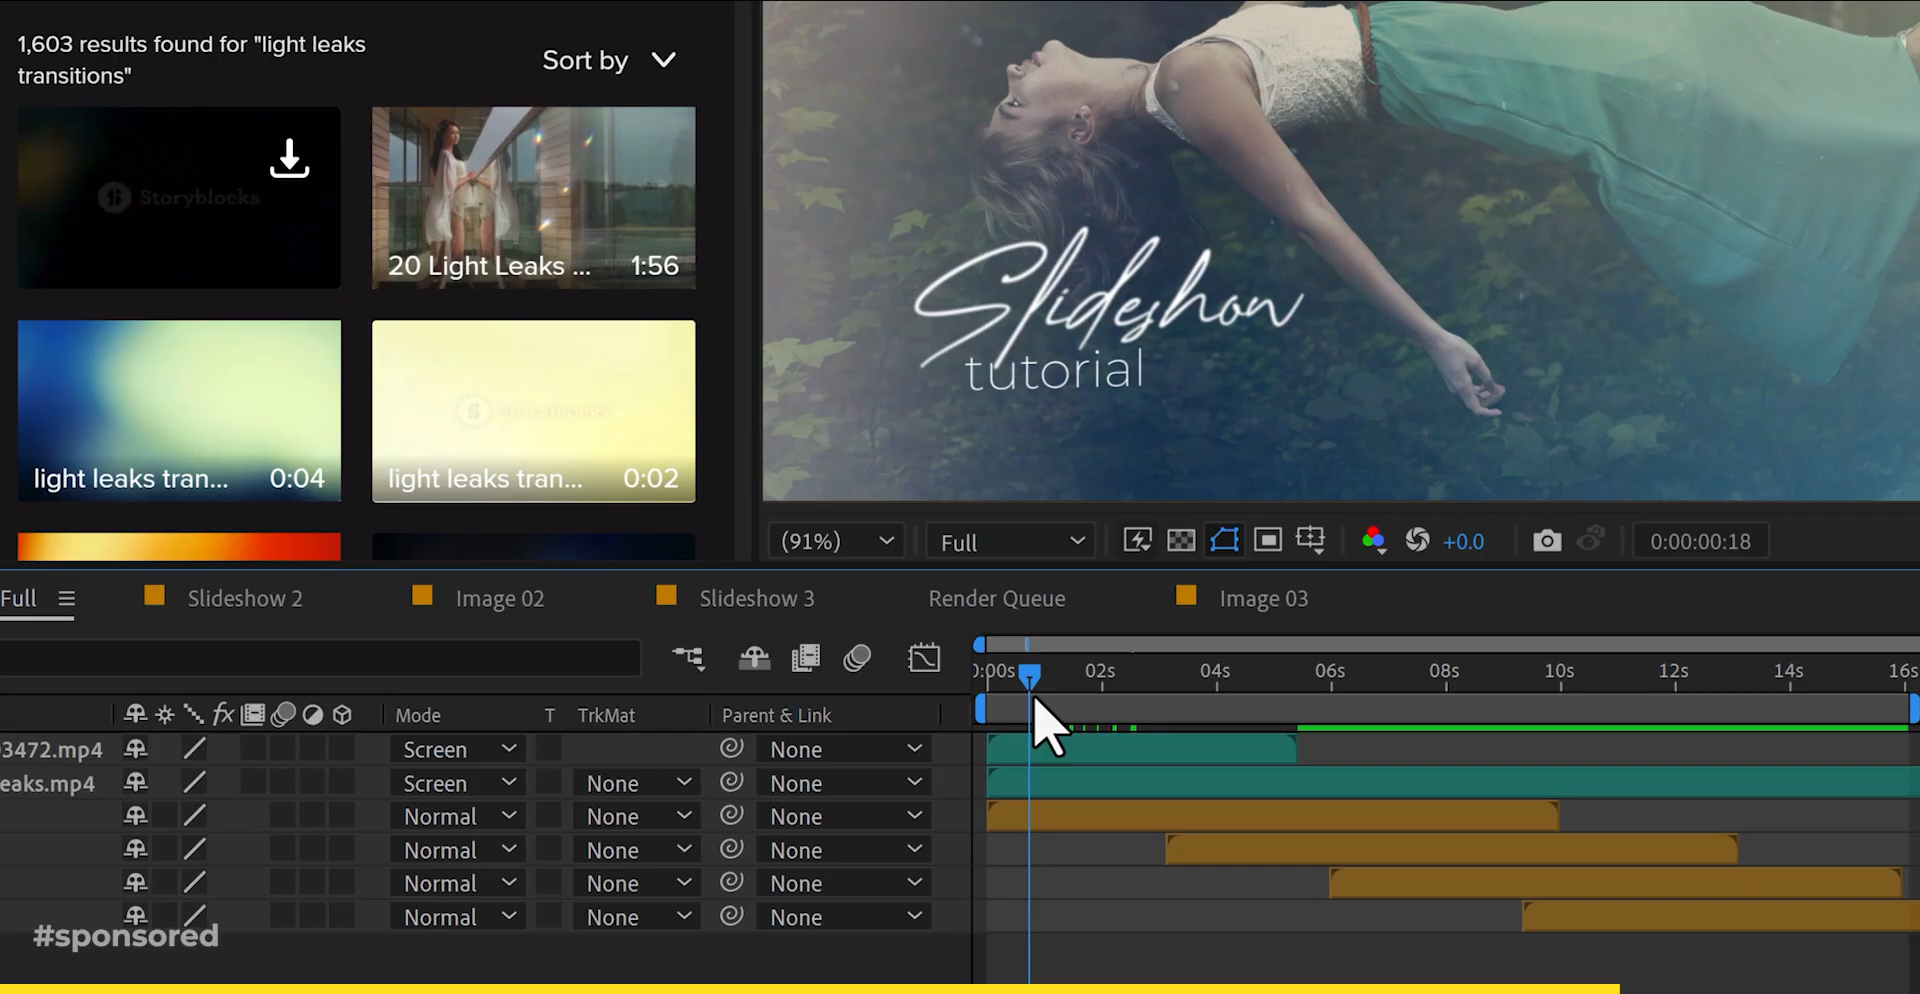 1,603 results found for "light leaks
transitions"
Sort by
Storyblocks
20 Light Leaks ... 1:56
light leaks tran... 0:04
Storyblocks
light leaks tran... 0:02
Slideshow
tutorial
(91%)
Full
+0.0
0:00:00:18
Full
Slideshow 2
Image 02
Slideshow 3
Render Queue
Image 03
0:00s 02s 04s 06s 08s 10s 12s 14s 16s
fx
Mode T TrkMat Parent & Link
3472.mp4 Screen None
eaks.mp4 Screen None None
Normal None None
Normal None None
Normal None None
Normal None None
#sponsored